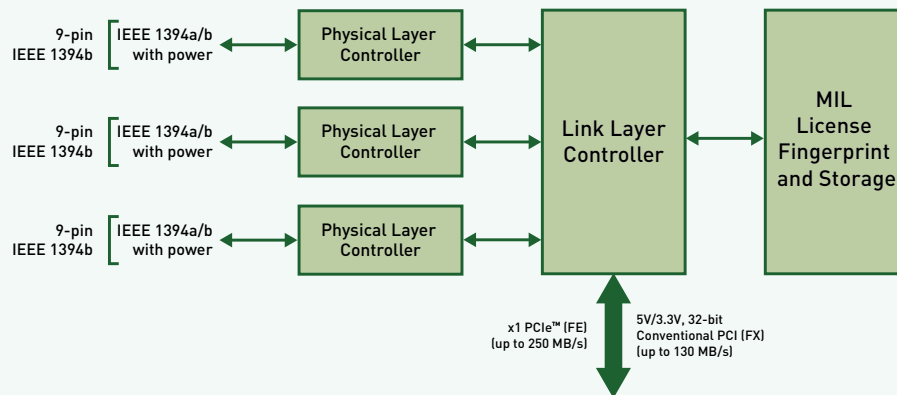 9-pin
IEEE 1394b
IEEE 1394a/b
with power
Physical Layer
Controller
9-pin
IEEE 1394b
IEEE 1394a/b
with power
Physical Layer
Controller
9-pin
IEEE 1394b
IEEE 1394a/b
with power
Physical Layer
Controller
Link Layer
Controller
MIL
License
Fingerprint
and Storage
x1 PCIe™ (FE)
(up to 250 MB/s)
5V/3.3V, 32-bit
Conventional PCI (FX)
(up to 130 MB/s)